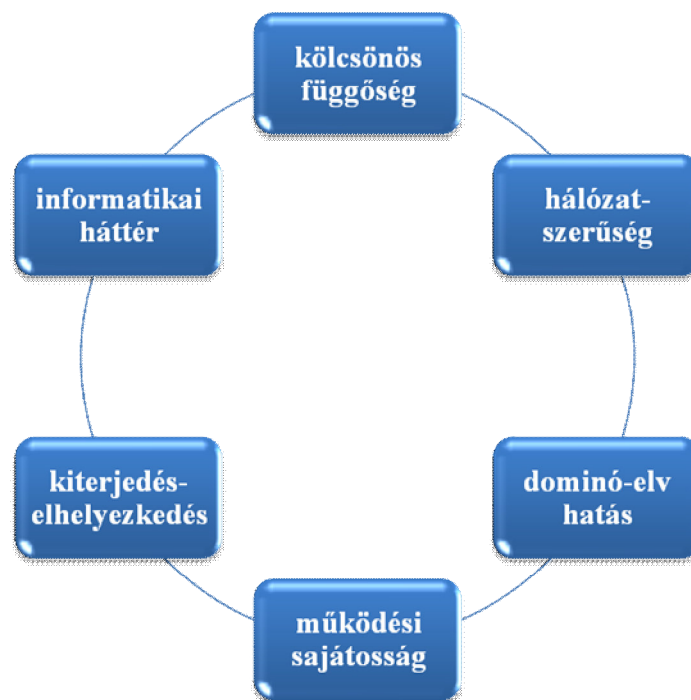 kölcsönös
függőség
hálózat-
szerűség
dominó-elv
hatás
működési
sajátosság
kiterjedés-
elhelyezkedés
informatikai
háttér